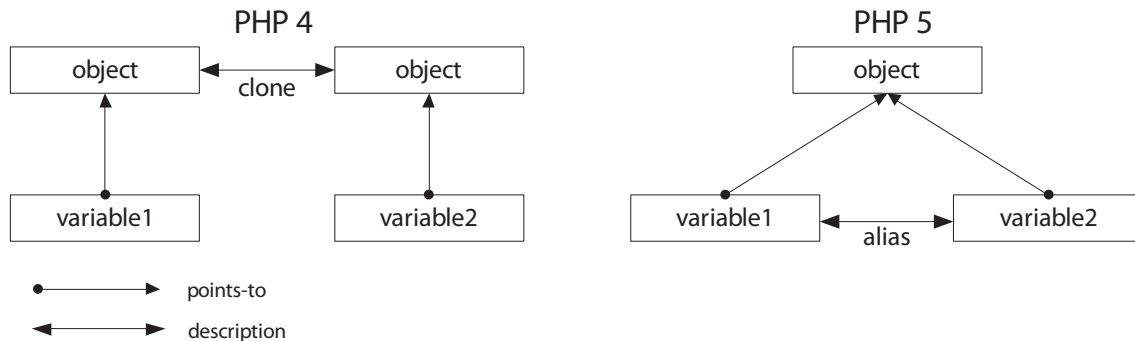 PHP 4
object
object
clone
variable1
variable2
PHP 5
object
variable1
variable2
alias
points-to
description